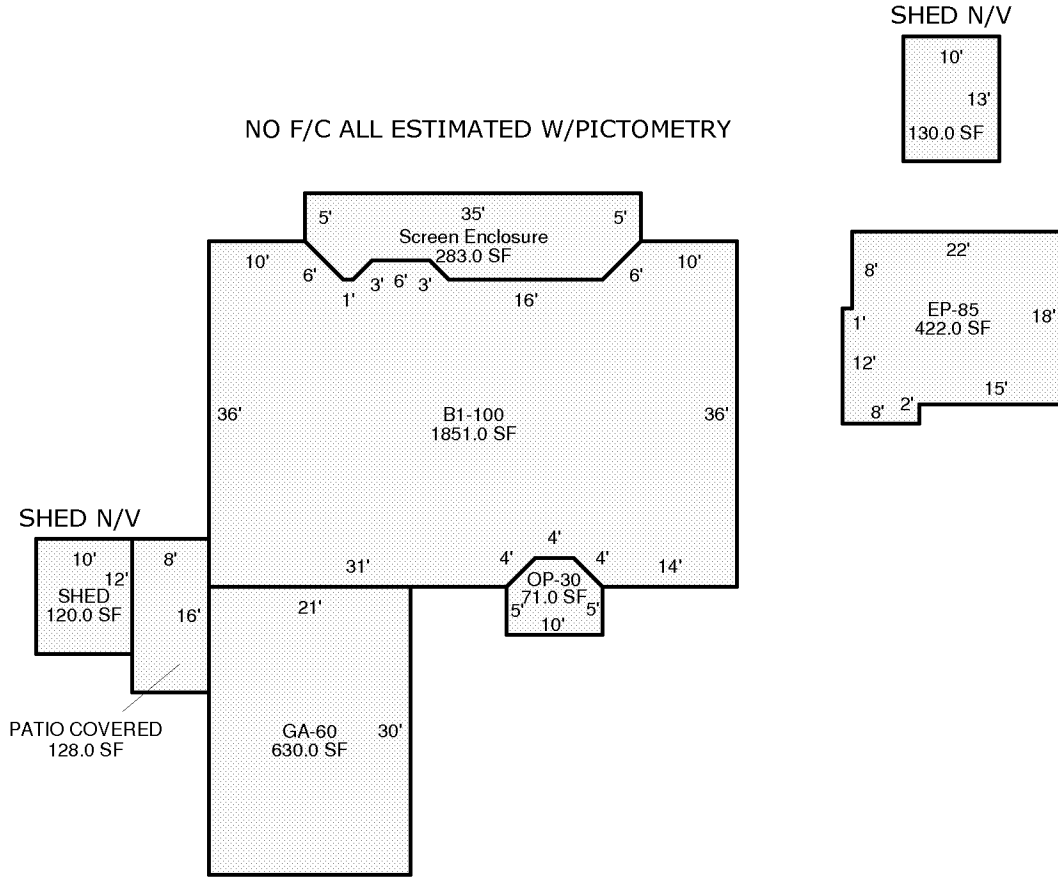 SHED N/V
10'
13'
130.0 SF
NO F/C ALL ESTIMATED W/PICTOMETRY
5'
35'
5'
Screen Enclosure
283.0 SF
10'
6'
1'
3'
6'
3'
16'
6'
10'
22'
8'
EP-85
422.0 SF
1'
18'
12'
15'
8'
2'
36'
B1-100
1851.0 SF
36'
SHED N/V
10'
12'
SHED
120.0 SF
8'
16'
PATIO COVERED
128.0 SF
31'
4'
4'
4'
14'
OP-30
71.0 SF
5'
5'
10'
21'
GA-60
630.0 SF
30'